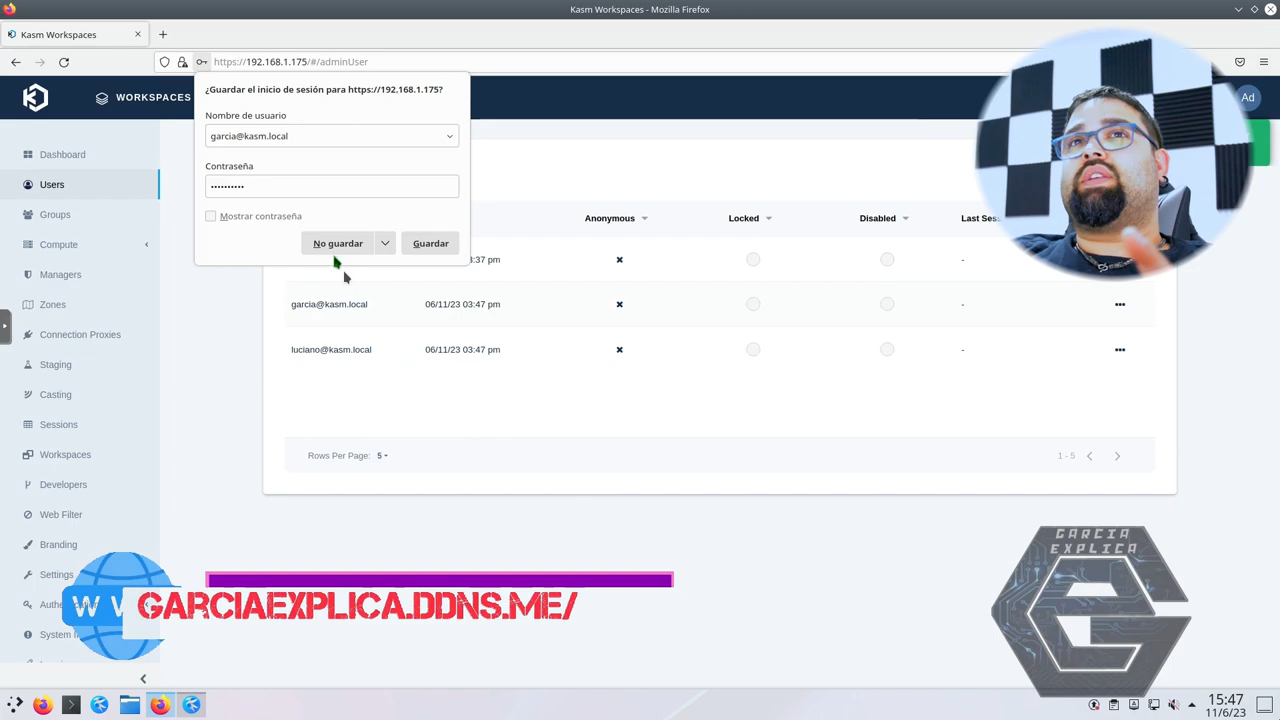 Kasm Workspaces - Mozilla Firefox
Kasm Workspaces
https://192.168.1.175/#/adminUser
WORKSPACES
Ad
¿Guardar el inicio de sesión para https://192.168.1.175?
Nombre de usuario
garcia@kasm.local
Contraseña
••••••••••
Mostrar contraseña
No guardar
Guardar
Dashboard
Users
Groups
Compute
Managers
Zones
Connection Proxies
Staging
Casting
Sessions
Workspaces
Developers
Web Filter
Branding
Settings
Anonymous Locked Disabled Last
:37 pm -
garcia@kasm.local 06/11/23 03:47 pm - •••
luciano@kasm.local 06/11/23 03:47 pm - •••
Rows Per Page: 5 1 - 5
GARCIA
EXPLICA
GARCIAEXPLICA.DDNS.ME/
15:47
11/6/23